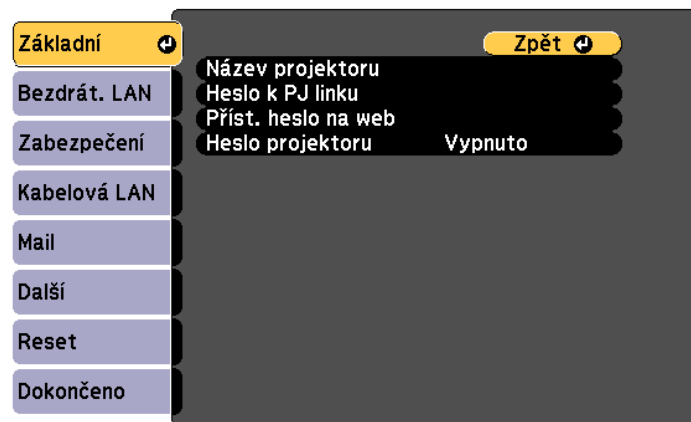 Základní
Bezdrát. LAN
Zabezpečení
Kabelová LAN
Mail
Další
Reset
Dokončeno
Zpět
Název projektoru
Heslo k PJ linku
Příst. heslo na web
Heslo projektoru Vypnuto